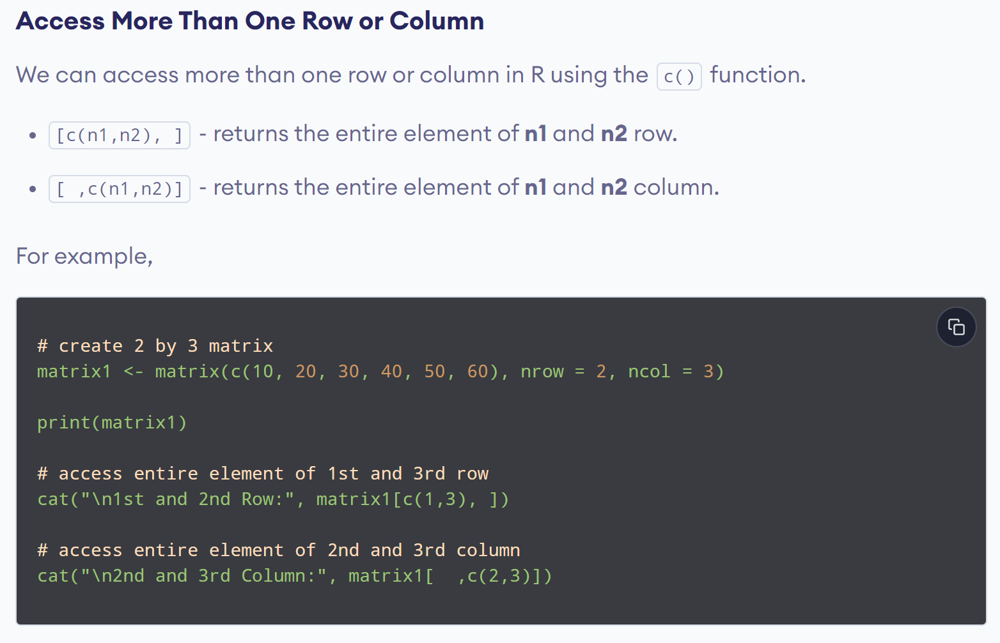 Access More Than One Row or Column
We can access more than one row or column in R using the c() function.
• [c(n1,n2), ] - returns the entire element of n1 and n2 row.
• [ ,c(n1,n2)] - returns the entire element of n1 and n2 column.
For example,
# create 2 by 3 matrix
matrix1 <- matrix(c(10, 20, 30, 40, 50, 60), nrow = 2, ncol = 3)
print(matrix1)
# access entire element of 1st and 3rd row
cat("\n1st and 2nd Row:", matrix1[c(1,3), ])
# access entire element of 2nd and 3rd column
cat("\n2nd and 3rd Column:", matrix1[  ,c(2,3)])